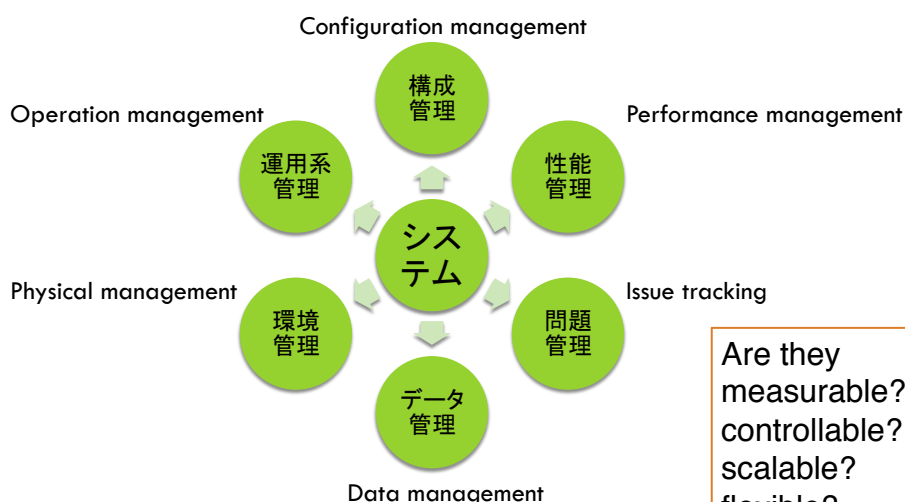 Configuration management
構成
管理
Operation management
Performance management
運用系
管理
性能
管理
シス
テム
Physical management
Issue tracking
環境
管理
問題
管理
Are they
measurable?
controllable?
scalable?
flexible?
データ
管理
Data management